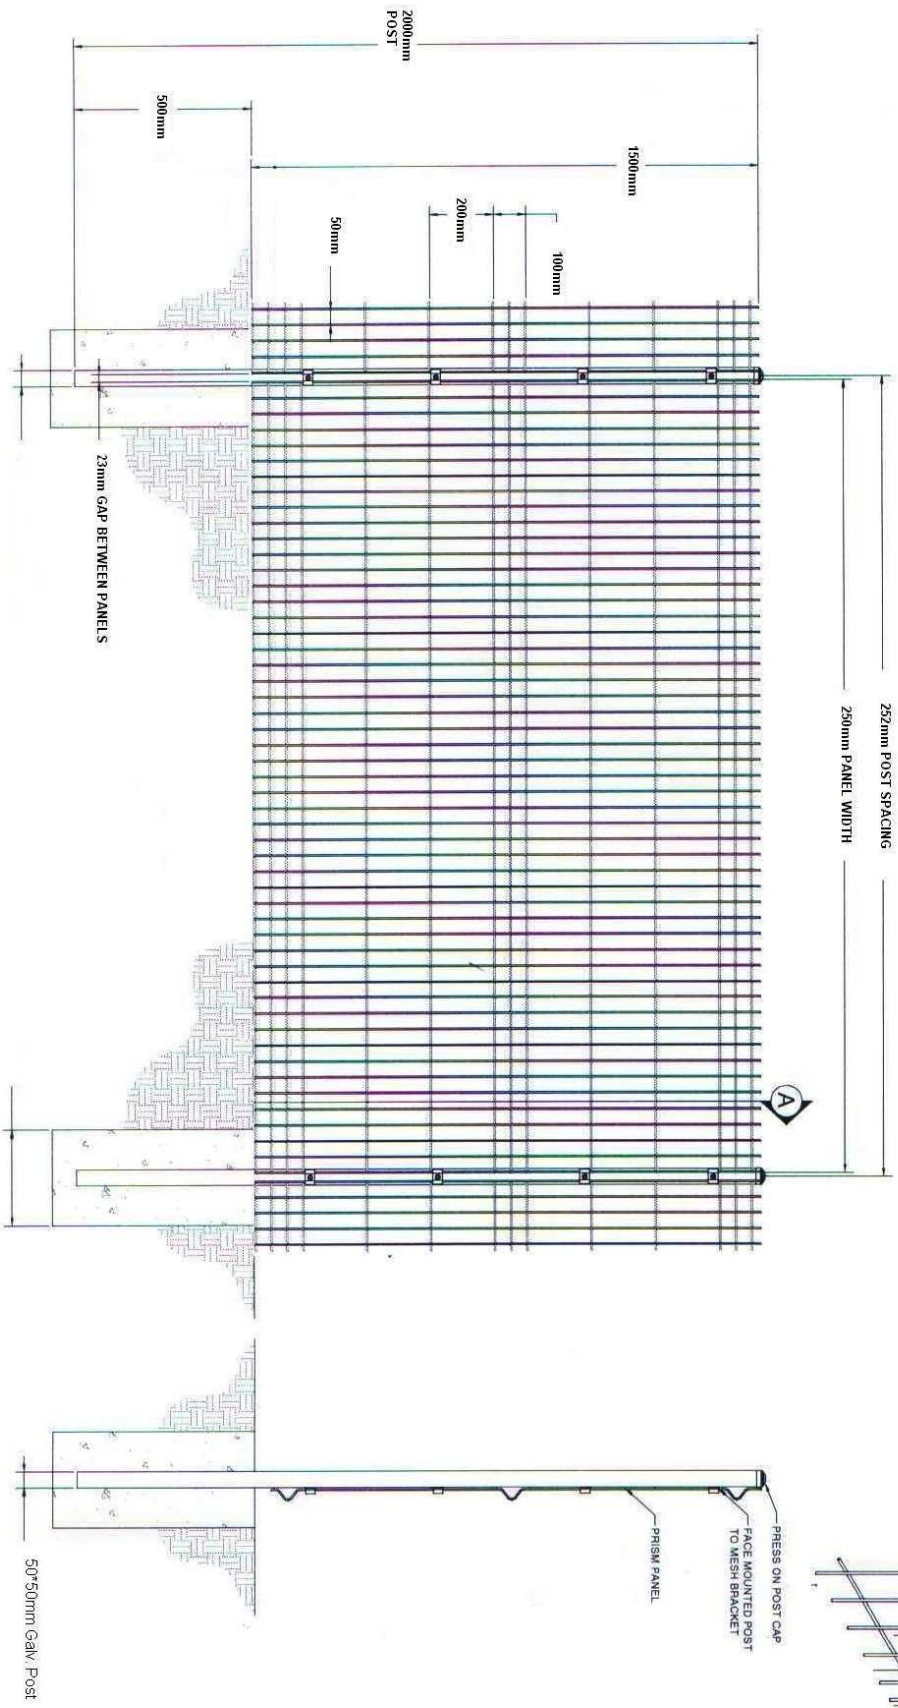 252mm POST SPACING
250mm PANEL WIDTH
A
2000mm
POST
1500mm
500mm
100mm
200mm
50mm
23mm GAP BETWEEN PANELS
PRESS ON POST CAP
FACE MOUNTED POST
TO MESH BRACKET
PRISM PANEL
50*50mm Galv. Post